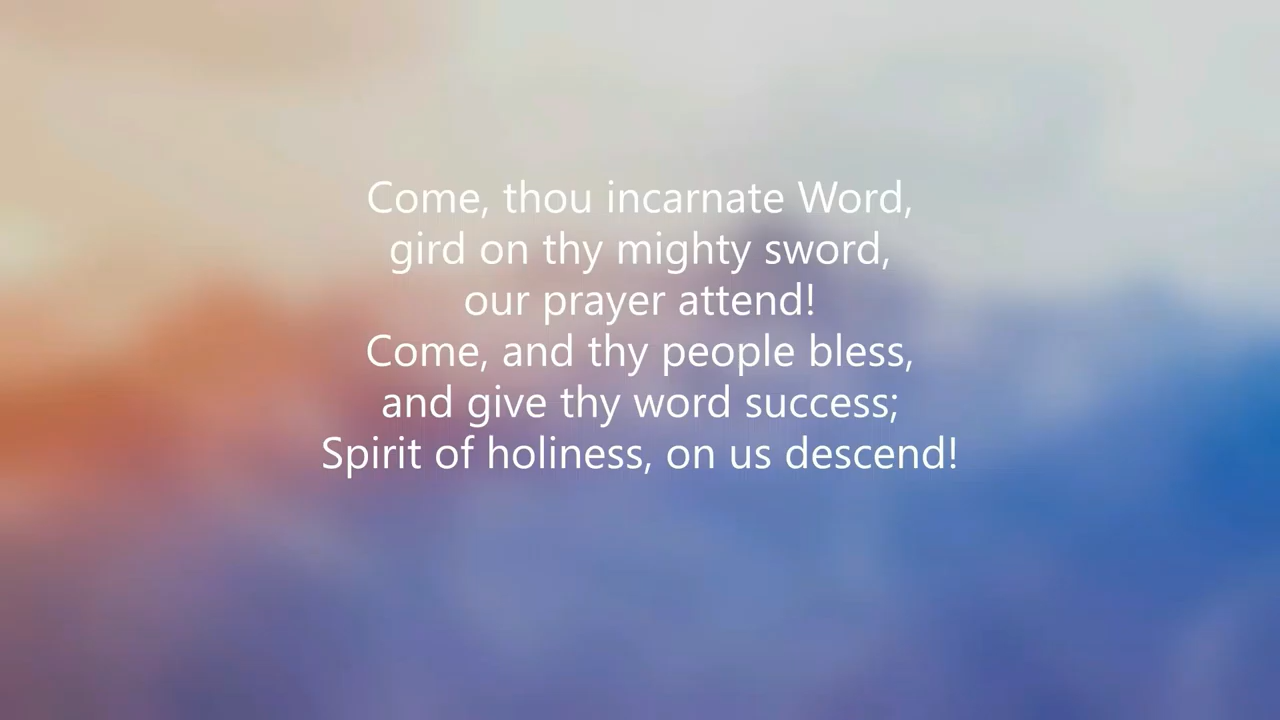 Come, thou incarnate Word,
gird on thy mighty sword,
our prayer attend!
Come, and thy people bless,
and give thy word success;
Spirit of holiness, on us descend!